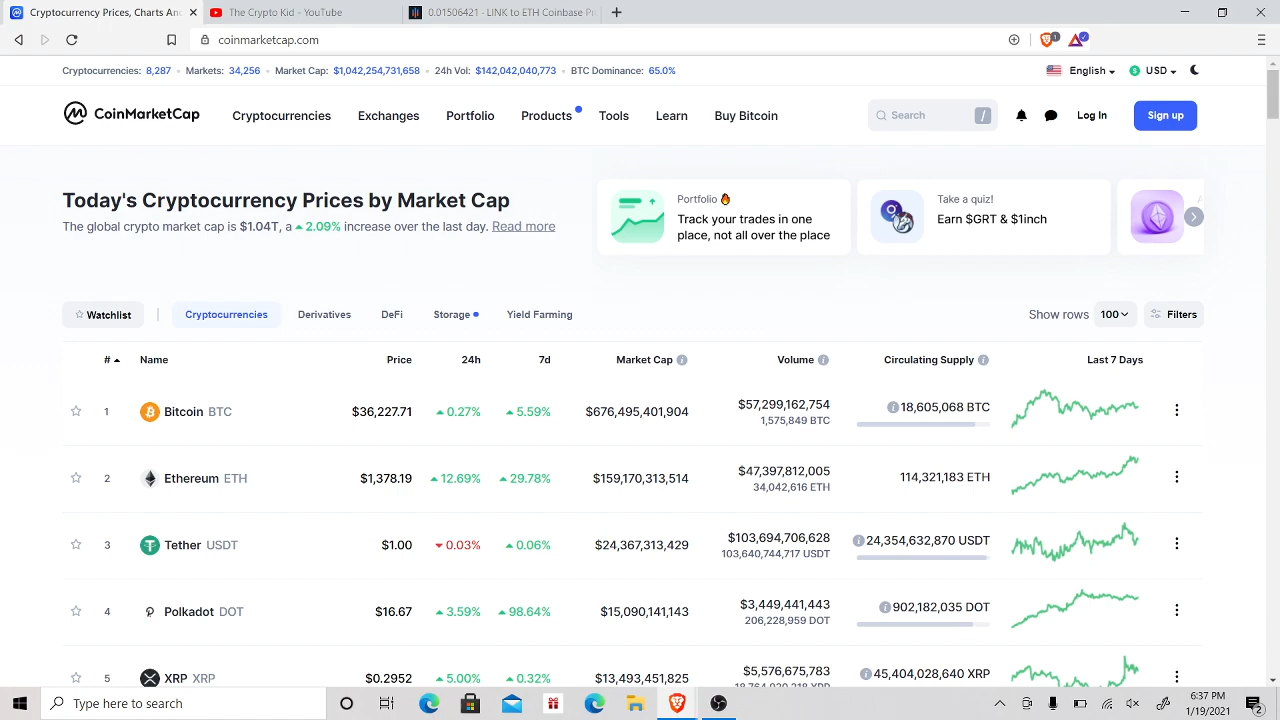 Cryptocurrency Prices, Charts An
The Crypto Kid - YouTube
0.01506421 - LINK to ETH Coinbase Pr
coinmarketcap.com
1
Cryptocurrencies: 8,287 Markets: 34,256 Market Cap: $1,042,254,731,658 24h Vol: $142,042,040,773 BTC Dominance: 65.0%
English
USD
CoinMarketCap
Cryptocurrencies
Exchanges
Portfolio
Products
Tools
Learn
Buy Bitcoin
Search /
Log In
Sign up
Today's Cryptocurrency Prices by Market Cap
The global crypto market cap is $1.04T, a 2.09% increase over the last day. Read more
Portfolio
Track your trades in one
place, not all over the place
Take a quiz!
Earn $GRT & $1inch
Watchlist
Cryptocurrencies
Derivatives
DeFi
Storage
Yield Farming
Show rows 100
Filters
# Name Price 24h 7d Market Cap Volume Circulating Supply Last 7 Days
1 Bitcoin BTC $36,227.71 0.27% 5.59% $676,495,401,904 $57,299,162,754 18,605,068 BTC
1,575,849 BTC
2 Ethereum ETH $1,378.19 12.69% 29.78% $159,170,313,514 $47,397,812,005 114,321,183 ETH
34,042,616 ETH
3 Tether USDT $1.00 0.03% 0.06% $24,367,313,429 $103,694,706,628 24,354,632,870 USDT
103,640,744,717 USDT
4 Polkadot DOT $16.67 3.59% 98.64% $15,090,141,143 $3,449,441,443 902,182,035 DOT
206,228,959 DOT
5 XRP XRP $0.2952 5.00% 0.32% $13,493,451,825 $5,576,675,783 45,404,028,640 XRP
Type here to search
6:37 PM
1/19/2021
2